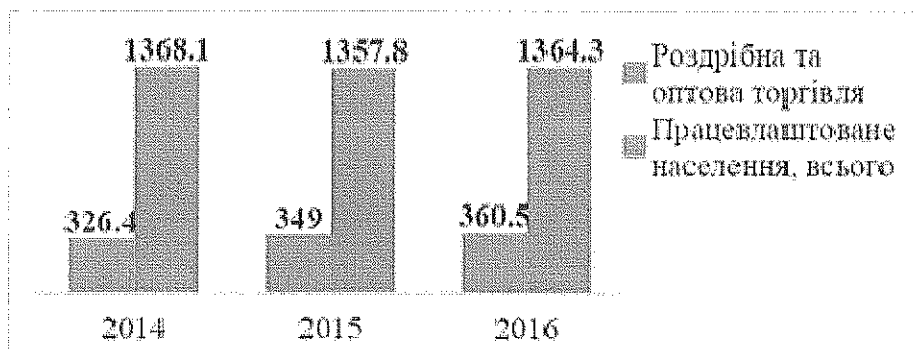 1368.1 1357.8 1364.3
326.4 349 360.5
2014 2015 2016
Роздрібна та
оптова торгівля
Працевлаштоване
населення, всього